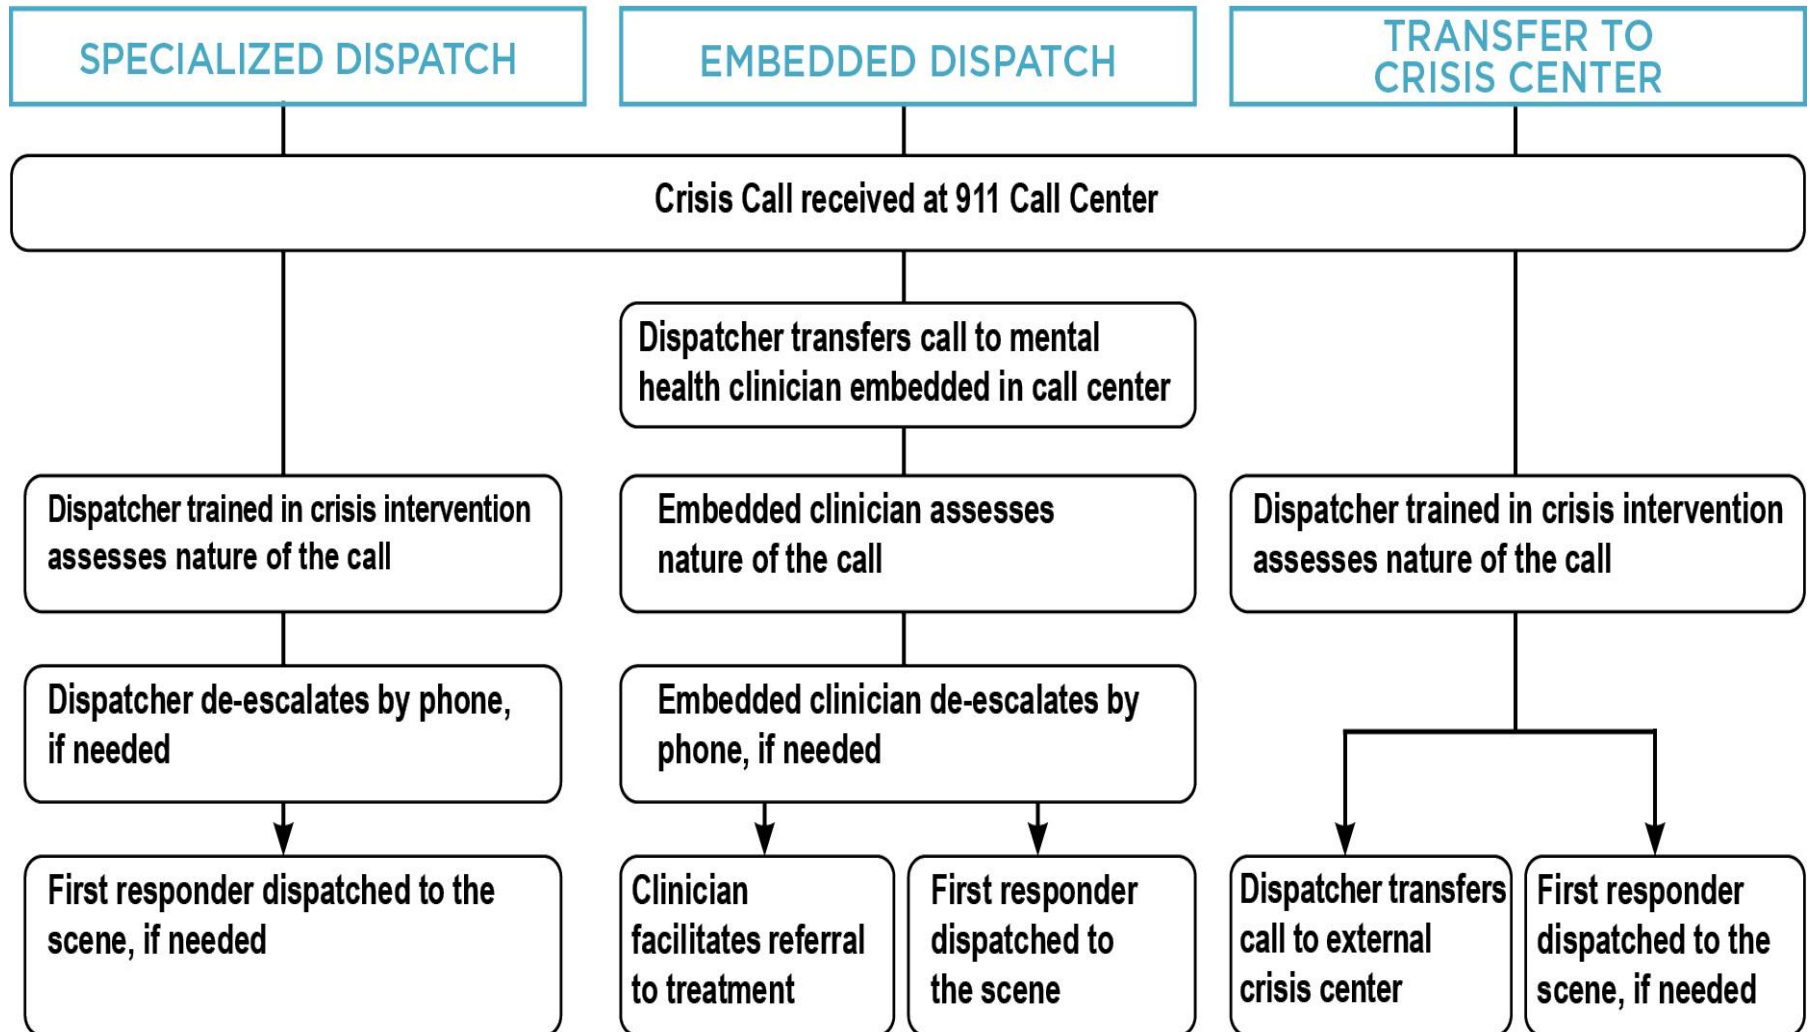 SPECIALIZED DISPATCH
EMBEDDED DISPATCH
TRANSFER TO
CRISIS CENTER
Crisis Call received at 911 Call Center
Dispatcher transfers call to mental
health clinician embedded in call center
Dispatcher trained in crisis intervention
assesses nature of the call
Embedded clinician assesses
nature of the call
Dispatcher trained in crisis intervention
assesses nature of the call
Dispatcher de-escalates by phone,
if needed
Embedded clinician de-escalates by
phone, if needed
First responder dispatched to the
scene, if needed
Clinician
facilitates referral
to treatment
First responder
dispatched to
the scene
Dispatcher transfers
call to external
crisis center
First responder
dispatched to the
scene, if needed